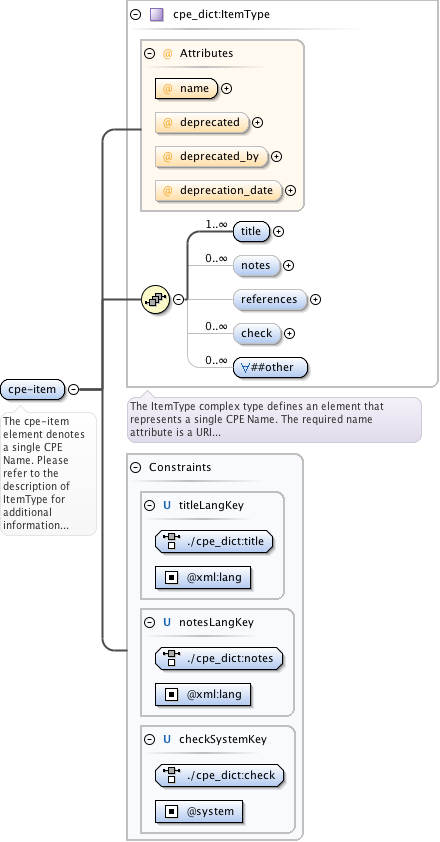 cpe_dict:ItemType
@ Attributes
@ name
@ deprecated
@ deprecated_by
@ deprecation_date
1..∞
title
0..∞
notes
references
0..∞
check
0..∞
∀##other
cpe-item
The cpe-item
element denotes
a single CPE
Name. Please
refer to the
description of
ItemType for
additional
information...
The ItemType complex type defines an element that
represents a single CPE Name. The required name
attribute is a URI...
Constraints
U titleLangKey
./cpe_dict:title
@xml:lang
U notesLangKey
./cpe_dict:notes
@xml:lang
U checkSystemKey
./cpe_dict:check
@system